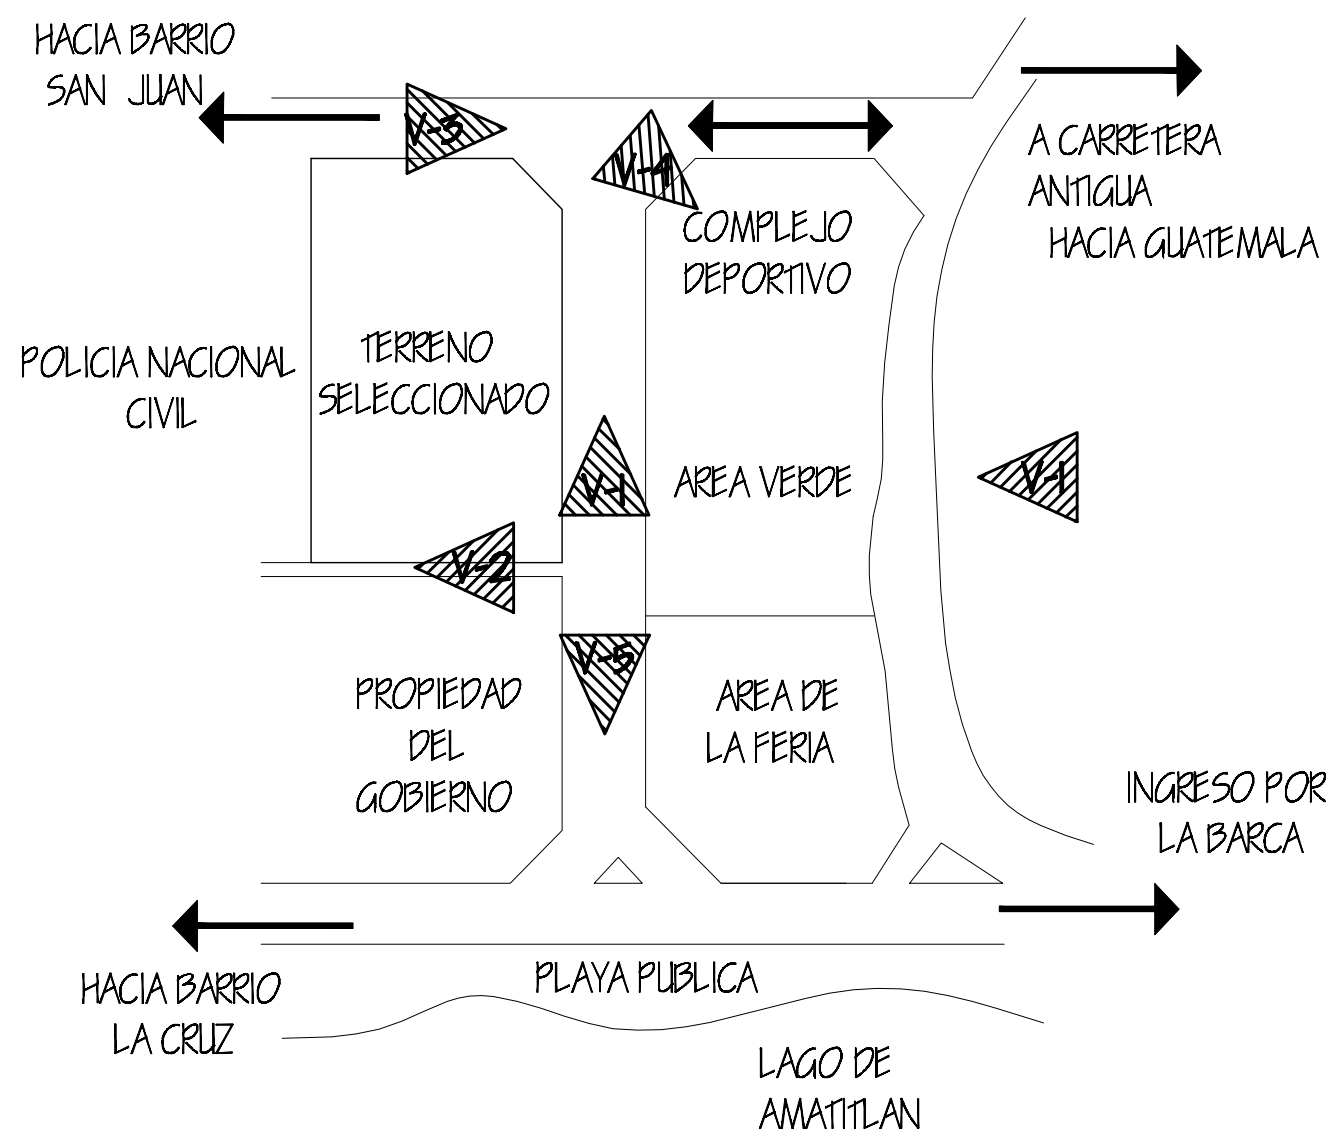 HACIA BARRIO
SAN JUAN
V-3
V-4
A CARRETERA
ANTIGUA
HACIA GUATEMALA
COMPLEJO
DEPORTIVO
POLICIA NACIONAL
CIVIL
TERRENO
SELECCIONADO
V-1
AREA VERDE
V-1
V-2
V-5
PROPIEDAD
DEL
GOBIERNO
AREA DE
LA FERIA
INGRESO POR
LA BARCA
HACIA BARRIO
LA CRUZ
PLAYA PUBLICA
LAGO DE
AMATITLAN